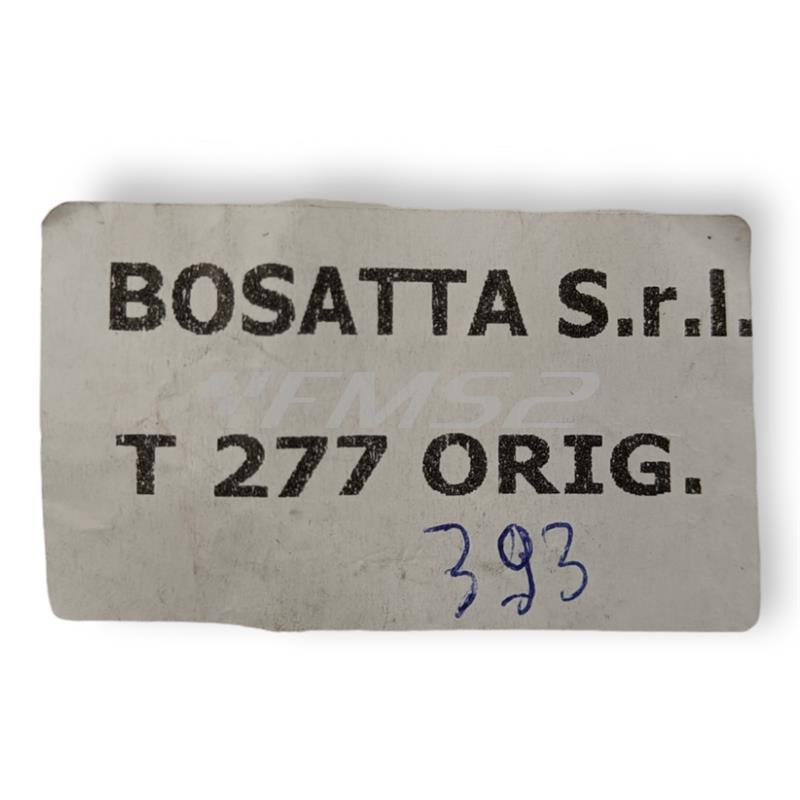 BOSATTA S.r.l.
FMS2
T 277 ORIG.
393